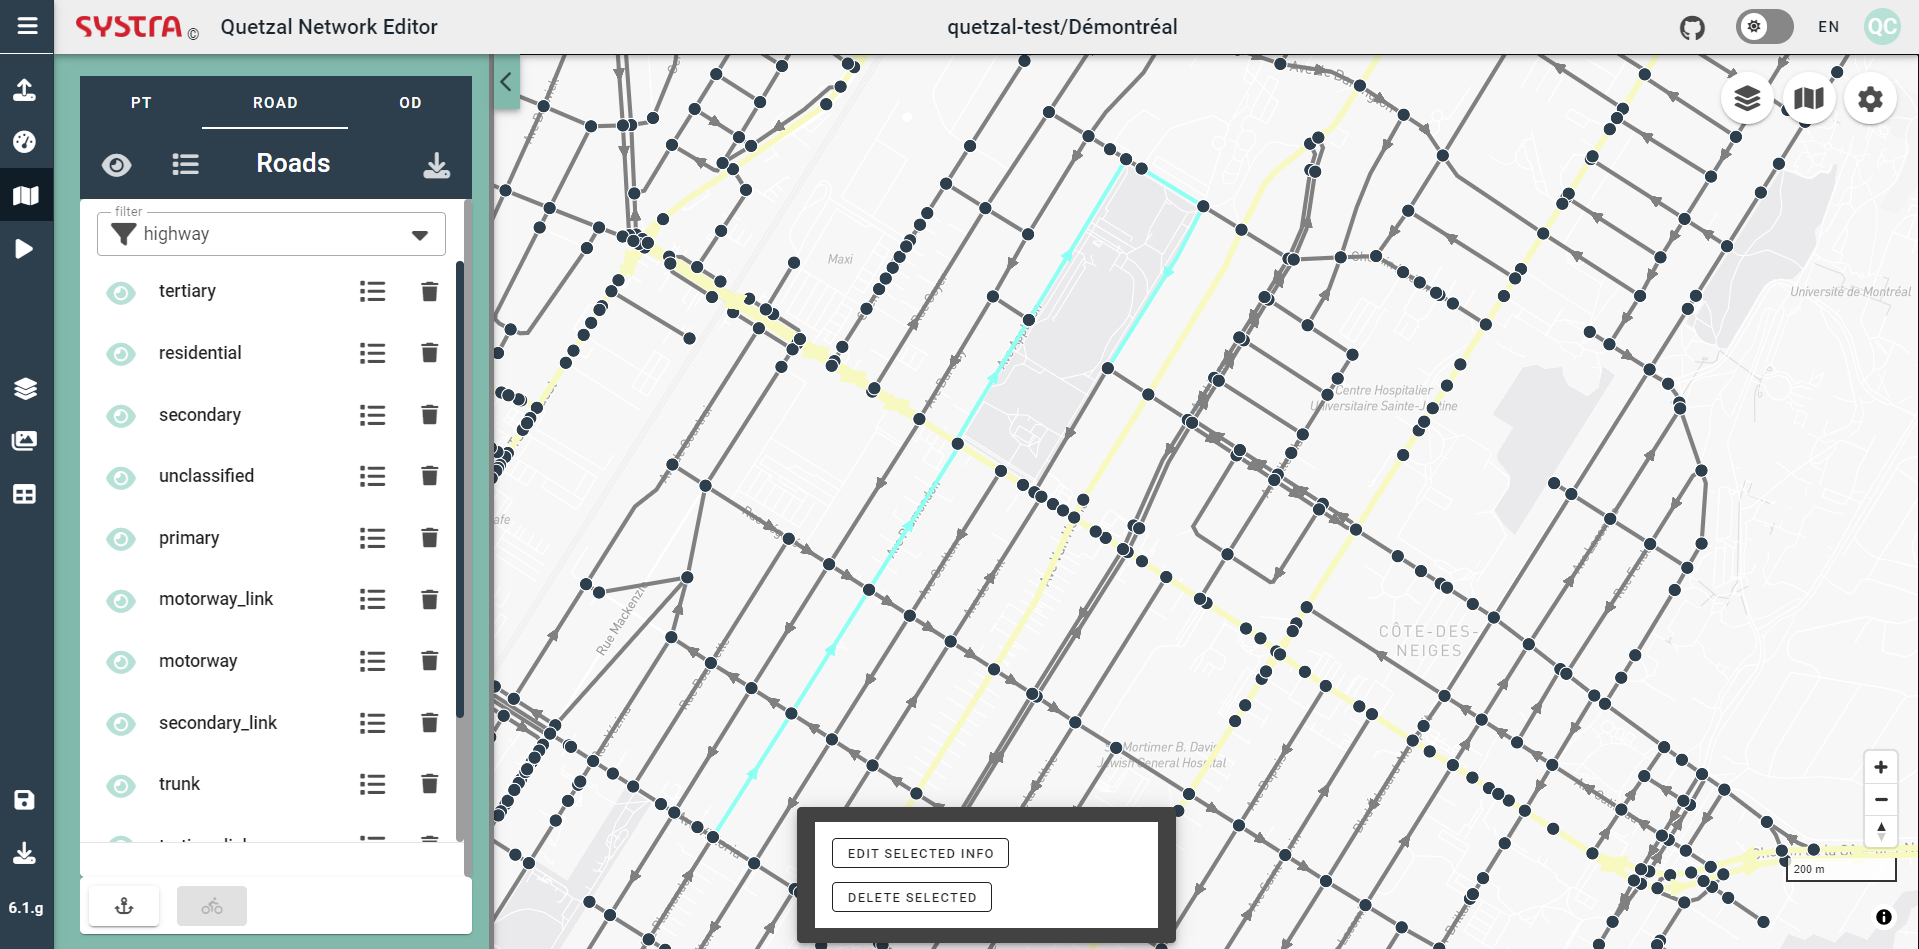 SYSTRA ©
Quetzal Network Editor
quetzal-test/Démontréal
EN
QC
PT
ROAD
OD
Roads
filter
highway
tertiary
residential
secondary
unclassified
primary
motorway_link
motorway
secondary_link
trunk
6.1.g
Maxi
Université de Montréal
Centre Hospitalier
Universitaire Sainte-Justine
Rue Mackenzie
CÔTE-DES-
NEIGES
Mortimer B. Davis
Jewish General Hospital
EDIT SELECTED INFO
DELETE SELECTED
200 m